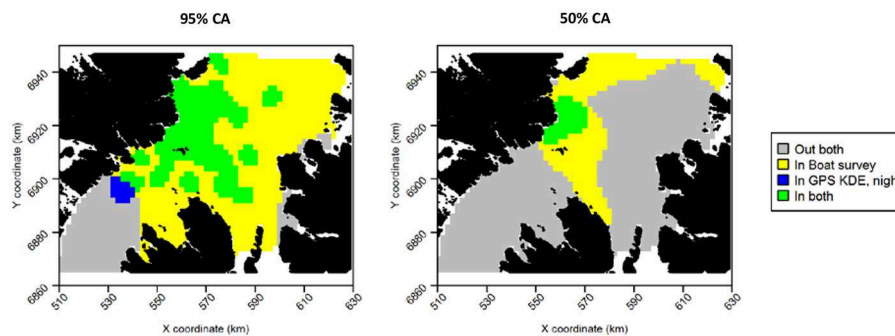 95% CA
50% CA
6940
6920
6900
6880
6860
Y coordinate (km)
510
530
550
570
590
610
630
X coordinate (km)
6940
6920
6900
6880
6860
Y coordinate (km)
510
530
550
570
590
610
630
X coordinate (km)
Out both
In Boat survey
In GPS KDE, nigh
In both